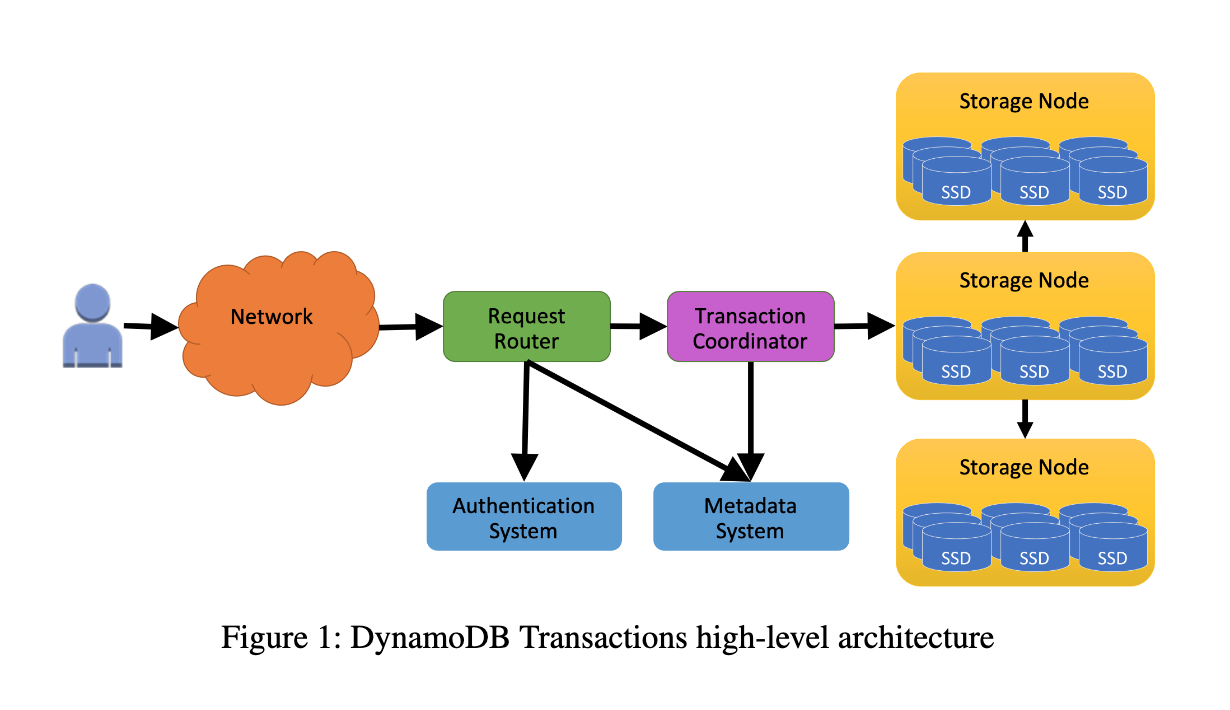 Storage Node
SSD SSD SSD
Network
Request
Router
Transaction
Coordinator
Storage Node
SSD SSD SSD
Authentication
System
Metadata
System
Storage Node
SSD SSD SSD
Figure 1: DynamoDB Transactions high-level architecture